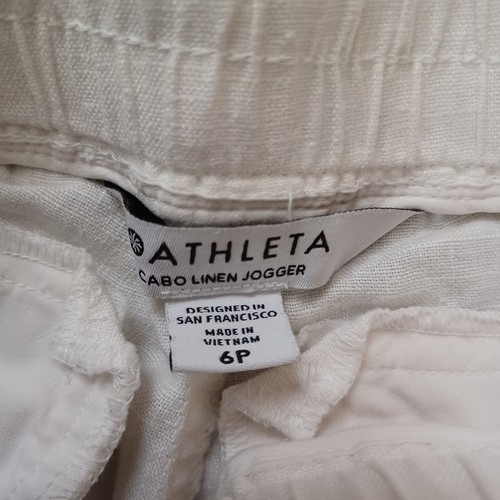 ATHLETA
CABO LINEN JOGGER
DESIGNED IN
SAN FRANCISCO
MADE IN
VIETNAM
6P